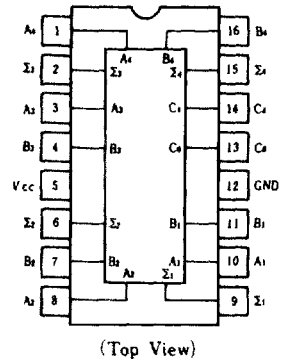 A₄ 1 16 B₄
A₄ B₄
Σ₃ 2 Σ₃ Σ₄ 15 Σ₄
A₃ 3 A₃ C₄ 14 C₄
B₃ 4 B₃ C₀ 13 C₀
Vcc 5 12 GND
Σ₂ 6 Σ₂ B₁ 11 B₁
B₂ 7 B₂ A₁ 10 A₁
A₂ Σ₁
A₂ 8 9 Σ₁
(Top View)